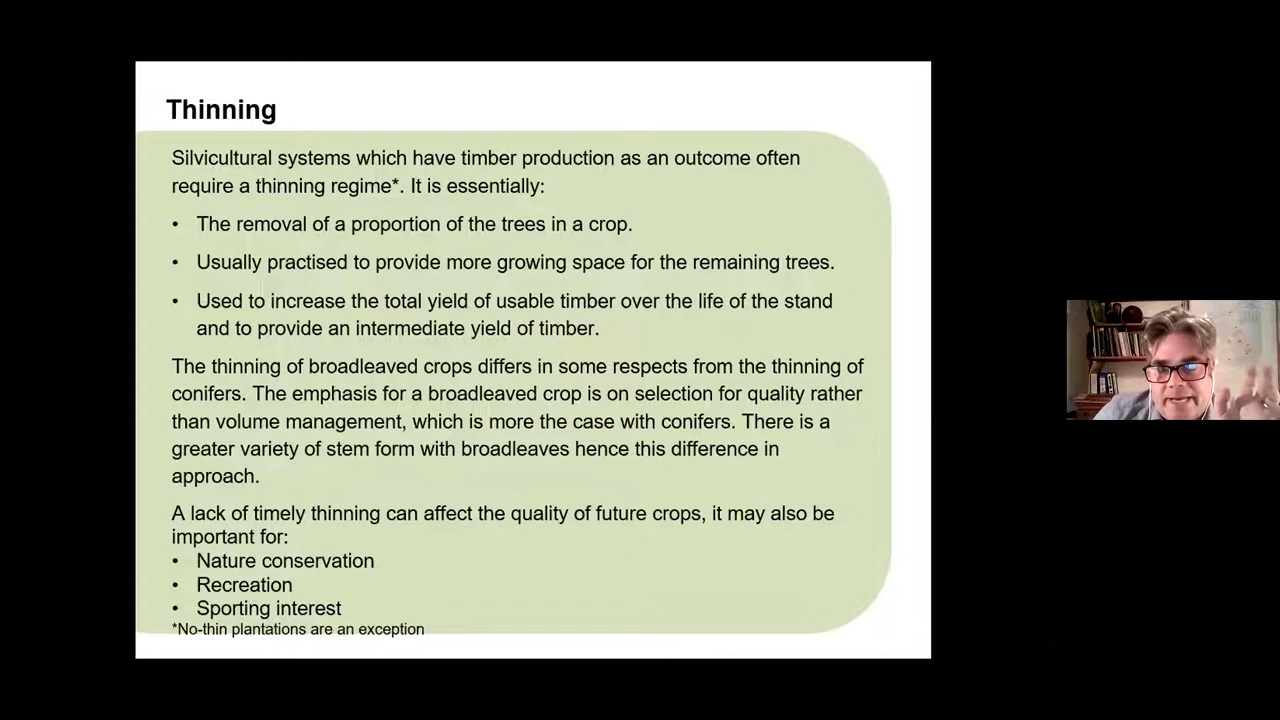 Thinning
Silvicultural systems which have timber production as an outcome often
require a thinning regime*. It is essentially:
• The removal of a proportion of the trees in a crop.
• Usually practised to provide more growing space for the remaining trees.
• Used to increase the total yield of usable timber over the life of the stand
and to provide an intermediate yield of timber.
The thinning of broadleaved crops differs in some respects from the thinning of
conifers. The emphasis for a broadleaved crop is on selection for quality rather
than volume management, which is more the case with conifers. There is a
greater variety of stem form with broadleaves hence this difference in
approach.
A lack of timely thinning can affect the quality of future crops, it may also be
important for:
• Nature conservation
• Recreation
• Sporting interest
*No-thin plantations are an exception